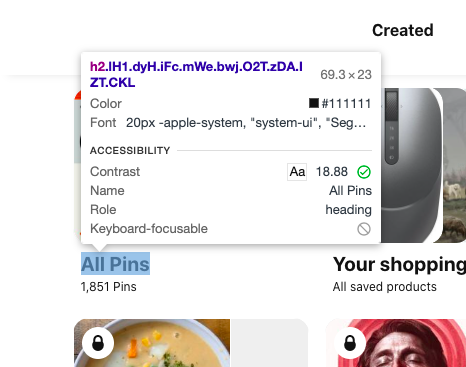 Created
h2.IH1.dyH.iFc.mWe.bwj.O2T.zDA.I
ZT.CKL
69.3 × 23
Color #111111
Font 20px -apple-system, "system-ui", "Seg…
ACCESSIBILITY
Contrast Aa 18.88
Name All Pins
Role heading
Keyboard-focusable
All Pins
1,851 Pins
Your shopping
All saved products